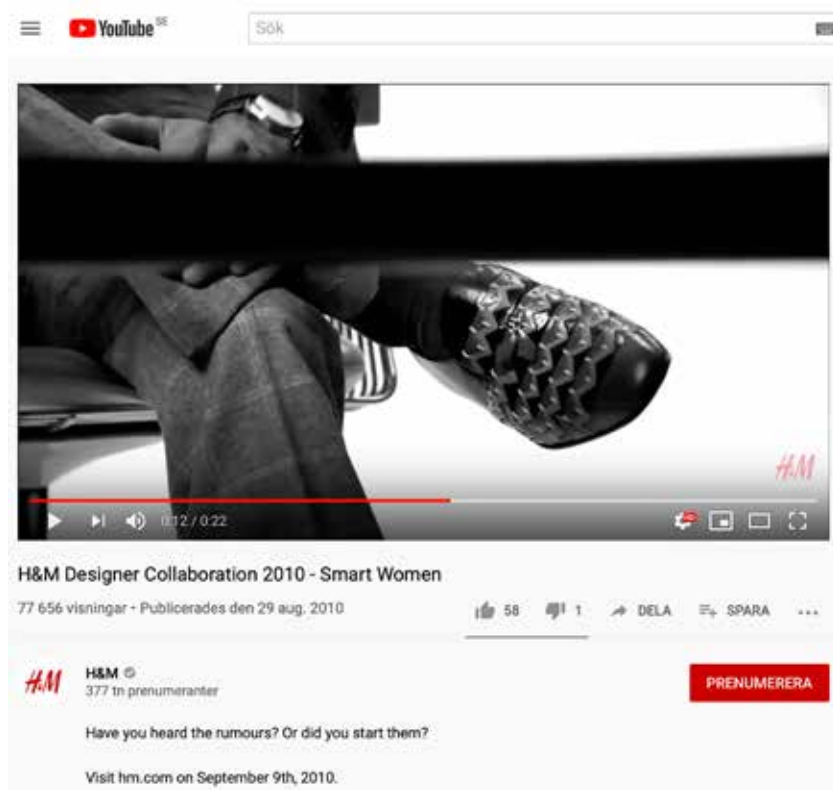 YouTube SE
Sök
H&M
0:12 / 0:22
H&M Designer Collaboration 2010 - Smart Women
77 656 visningar • Publicerades den 29 aug. 2010
58 1 DELA SPARA
H&M
H&M
377 tn prenumeranter
PRENUMERERA
Have you heard the rumours? Or did you start them?
Visit hm.com on September 9th, 2010.